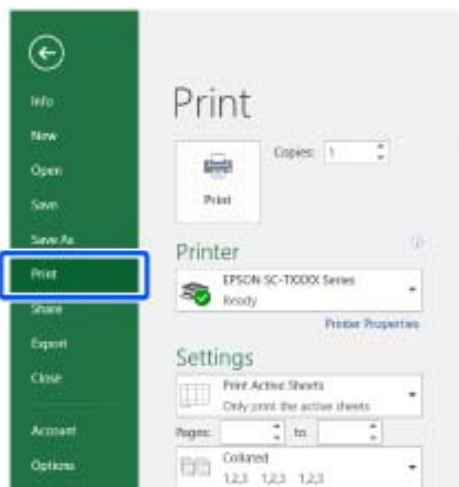 Info
New
Open
Save
Save As
Print
Share
Export
Close
Account
Options
Print
Copies: 1
Print
Printer
EPSON SC-TXXXX Series
Ready
Printer Properties
Settings
Print Active Sheets
Only print the active sheets
Pages: to
Collated
1,2,3 1,2,3 1,2,3